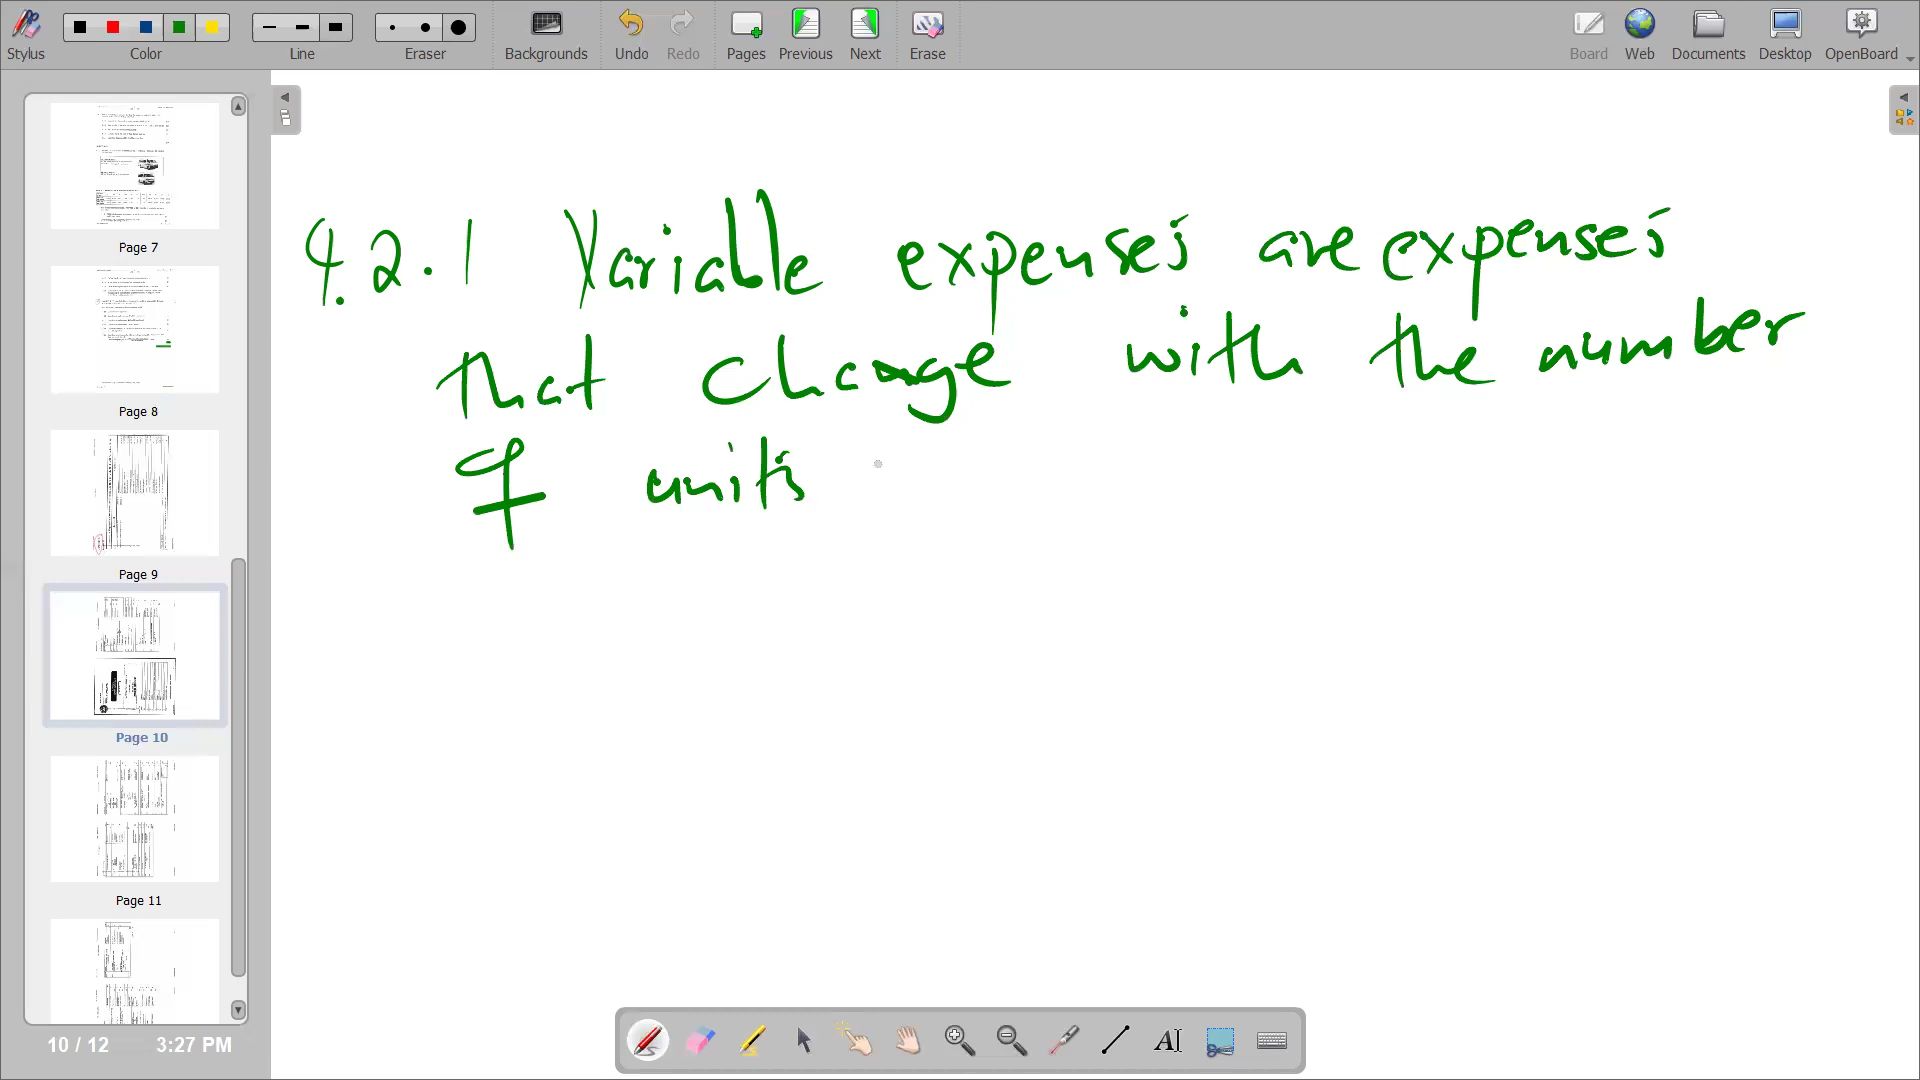 Stylus Color Line Eraser Backgrounds Undo Redo Pages Previous Next Erase Board Web Documents Desktop OpenBoard
Page 7
Page 8
Page 9
Page 10
Page 11
10 / 12 3:27 PM
4.2.1 Variable expenses are expenses
that change with the number
of units